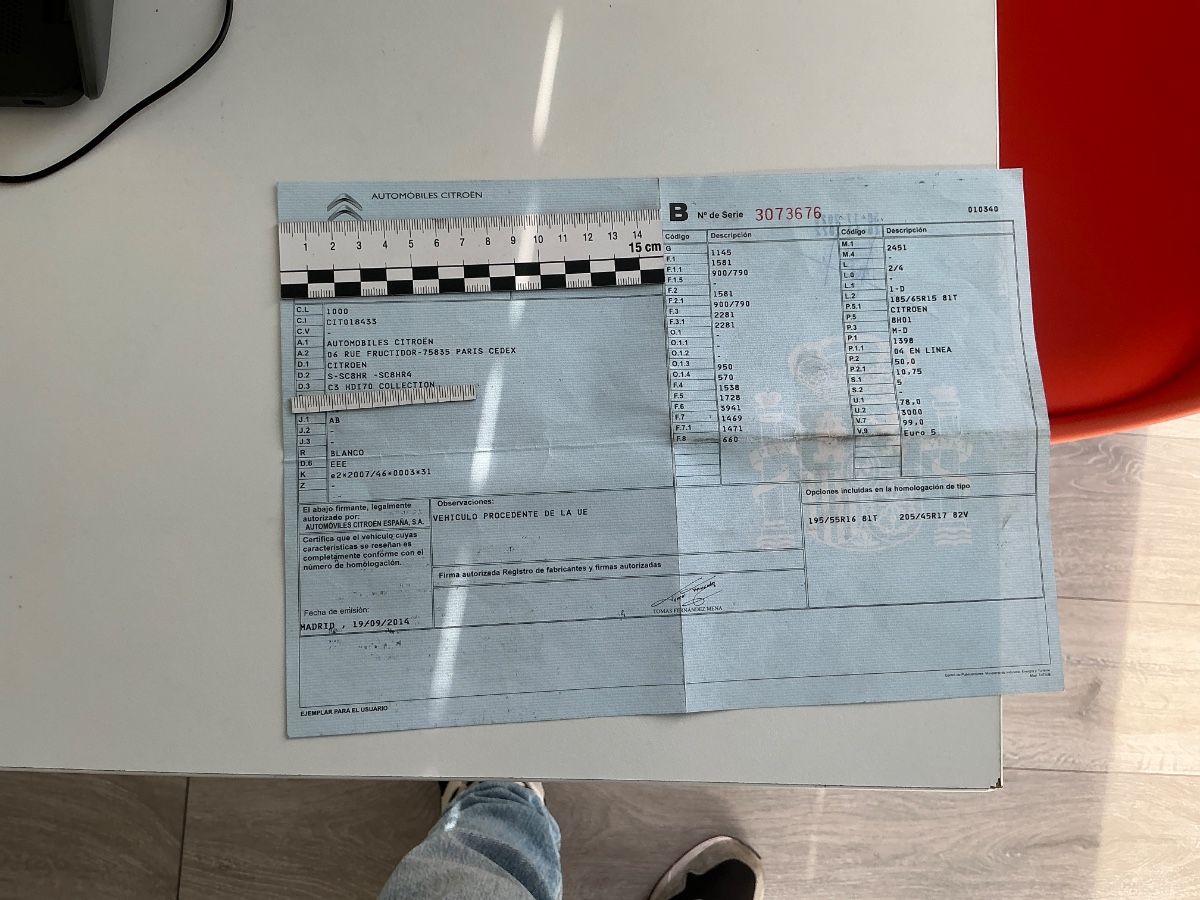 AUTOMÓBILES CITROËN
1 2 3 4 5 6 7 8 9 10 11 12 13 14
15 cm
C.L 1000
C.I CIT018433
C.V -
A.1 AUTOMOBILES CITROËN
A.2 06 RUE FRUCTIDOR-75835 PARIS CEDEX
D.1 CITROEN
D.2 S-SC8HR -SC8HR4
D.3 C3 HDI70 COLLECTION
J.1 AB
J.2 -
J.3 -
R BLANCO
D.6 EEE
K e2*2007/46*0003*31
Z -
El abajo firmante, legalmente
autorizado por:
AUTOMÓVILES CITROËN ESPAÑA, S.A.
Certifica que el vehículo cuyas
características se reseñan es
completamente conforme con el
número de homologación.
Fecha de emisión:
MADRID , 19/09/2014
Observaciones:
VEHICULO PROCEDENTE DE LA UE
Firma autorizada Registro de fabricantes y firmas autorizadas
TOMAS FERNANDEZ MENA
EJEMPLAR PARA EL USUARIO
B Nº de Serie 3073676
010340
Código Descripción
G 1145
F.1 1581
F.1.1 900/790
F.1.5 -
F.2 1581
F.2.1 900/790
F.3 2281
F.3.1 2281
O.1 -
O.1.1 -
O.1.2 -
O.1.3 950
O.1.4 570
F.4 1538
F.5 1728
F.6 3941
F.7 1469
F.7.1 1471
F.8 660
Código Descripción
M.1 2451
M.4 -
L 2/4
L.0 -
L.1 1-D
L.2 185/65R15 81T
P.5.1 CITROEN
P.5 8H01
P.3 M-D
P.1 1398
P.1.1 04 EN LINEA
P.2 50,0
P.2.1 10,75
S.1 5
S.2 -
U.1 78,0
U.2 3000
V.7 99,0
V.9 Euro 5
Opciones incluidas en la homologación de tipo
195/55R16 81T 205/45R17 82V